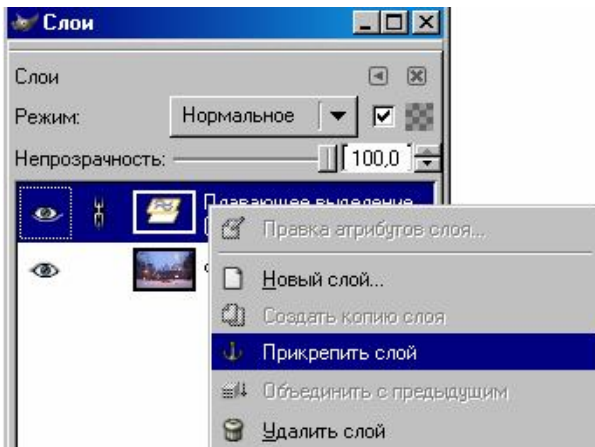 Слои
Слои
Режим: Нормальное
Непрозрачность: 100,0
Плавающее выделение
Правка атрибутов слоя...
Новый слой...
Создать копию слоя
Прикрепить слой
Объединить с предыдущим
Удалить слой